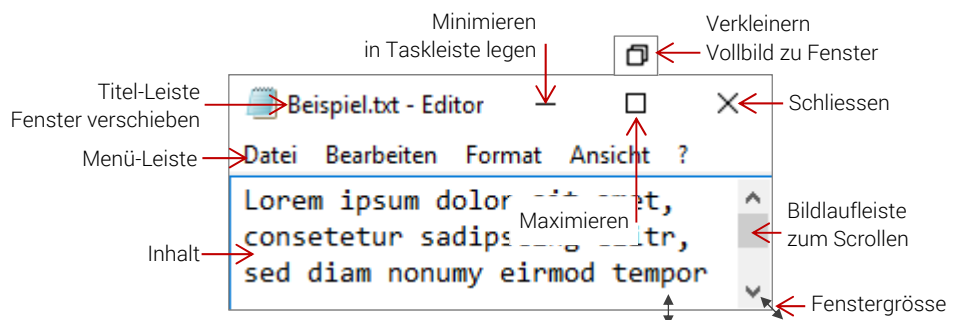 Minimieren
in Taskleiste legen
Verkleinern
Vollbild zu Fenster
Titel-Leiste
Fenster verschieben
Beispiel.txt - Editor
Schliessen
Menü-Leiste
Datei Bearbeiten Format Ansicht ?
Lorem ipsum dolor
Maximieren
consetetur
Inhalt
sed diam nonumy eirmod tempor
Bildlaufleiste
zum Scrollen
Fenstergrösse